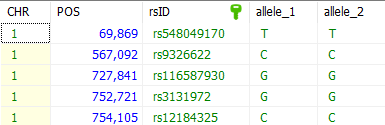 CHR POS rsID allele_1 allele_2
1 69,869 rs548049170 T T
1 567,092 rs9326622 C C
1 727,841 rs116587930 G G
1 752,721 rs3131972 G G
1 754,105 rs12184325 C C